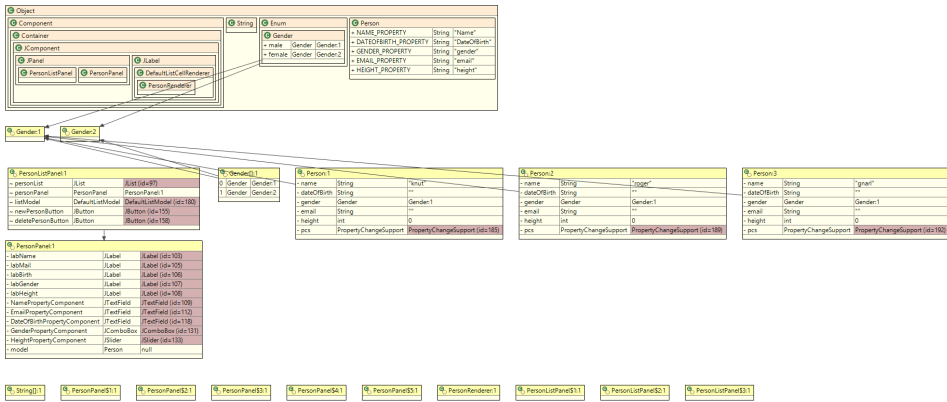 Object
Component
Container
JComponent
JPanel
PersonListPanel PersonPanel
JLabel
DefaultListCellRenderer
PersonRenderer
String
Enum
Gender
+ male Gender Gender:1
+ female Gender Gender:2
Person
+ NAME_PROPERTY String "Name"
+ DATEOFBIRTH_PROPERTY String "DateOfBirth"
+ GENDER_PROPERTY String "gender"
+ EMAIL_PROPERTY String "email"
+ HEIGHT_PROPERTY String "height"
Gender:1 Gender:2
PersonListPanel:1
~ personList JList JList (id=97)
~ personPanel PersonPanel PersonPanel:1
~ listModel DefaultListModel DefaultListModel (id=180)
~ newPersonButton JButton JButton (id=155)
~ deletePersonButton JButton JButton (id=158)
Gender[]:1
0 Gender Gender:1
1 Gender Gender:2
Person:1
- name String "knut"
- dateOfBirth String ""
- gender Gender Gender:1
- email String ""
- height int 0
- pcs PropertyChangeSupport PropertyChangeSupport (id=185)
Person:2
- name String "roger"
- dateOfBirth String ""
- gender Gender Gender:1
- email String ""
- height int 0
- pcs PropertyChangeSupport PropertyChangeSupport (id=189)
Person:3
- name String "gnarl"
- dateOfBirth String ""
- gender Gender Gender:1
- email String ""
- height int 0
- pcs PropertyChangeSupport PropertyChangeSupport (id=192)
PersonPanel:1
- labName JLabel JLabel (id=103)
- labMail JLabel JLabel (id=105)
- labBirth JLabel JLabel (id=106)
- labGender JLabel JLabel (id=107)
- labHeight JLabel JLabel (id=108)
- NamePropertyComponent JTextField JTextField (id=109)
- EmailPropertyComponent JTextField JTextField (id=112)
- DateOfBirthPropertyComponent JTextField JTextField (id=118)
- GenderPropertyComponent JComboBox JComboBox (id=131)
- HeightPropertyComponent JSlider JSlider (id=133)
- model Person null
String[]:1 PersonPanel$1:1 PersonPanel$2:1 PersonPanel$3:1 PersonPanel$4:1 PersonPanel$5:1 PersonRenderer:1 PersonListPanel$1:1 PersonListPanel$2:1 PersonListPanel$3:1